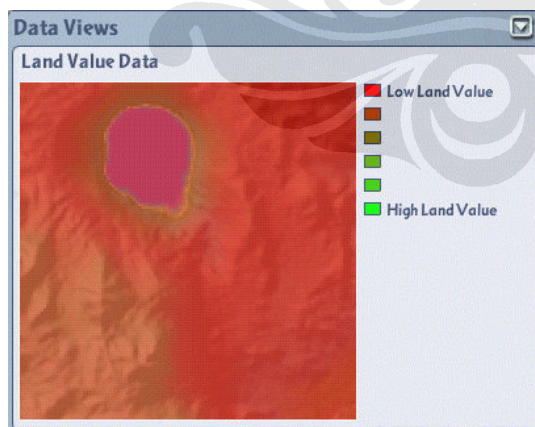 Data Views
Land Value Data
Low Land Value
High Land Value